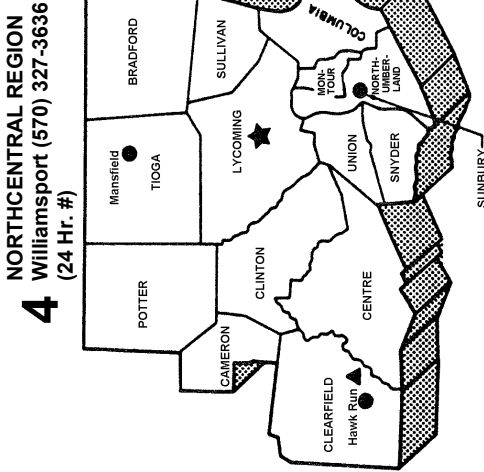 4
NORTHCENTRAL REGION
Williamsport (570) 327-3636
(24 Hr. #)
POTTER
Mansfield
TIOGA
BRADFORD
SULLIVAN
CAMERON
CLINTON
LYCOMING
COLUMBIA
MON-
TOUR
NORTH-
UMBER-
LAND
UNION
SNYDER
CENTRE
CLEARFIELD
Hawk Run
SUNBURY